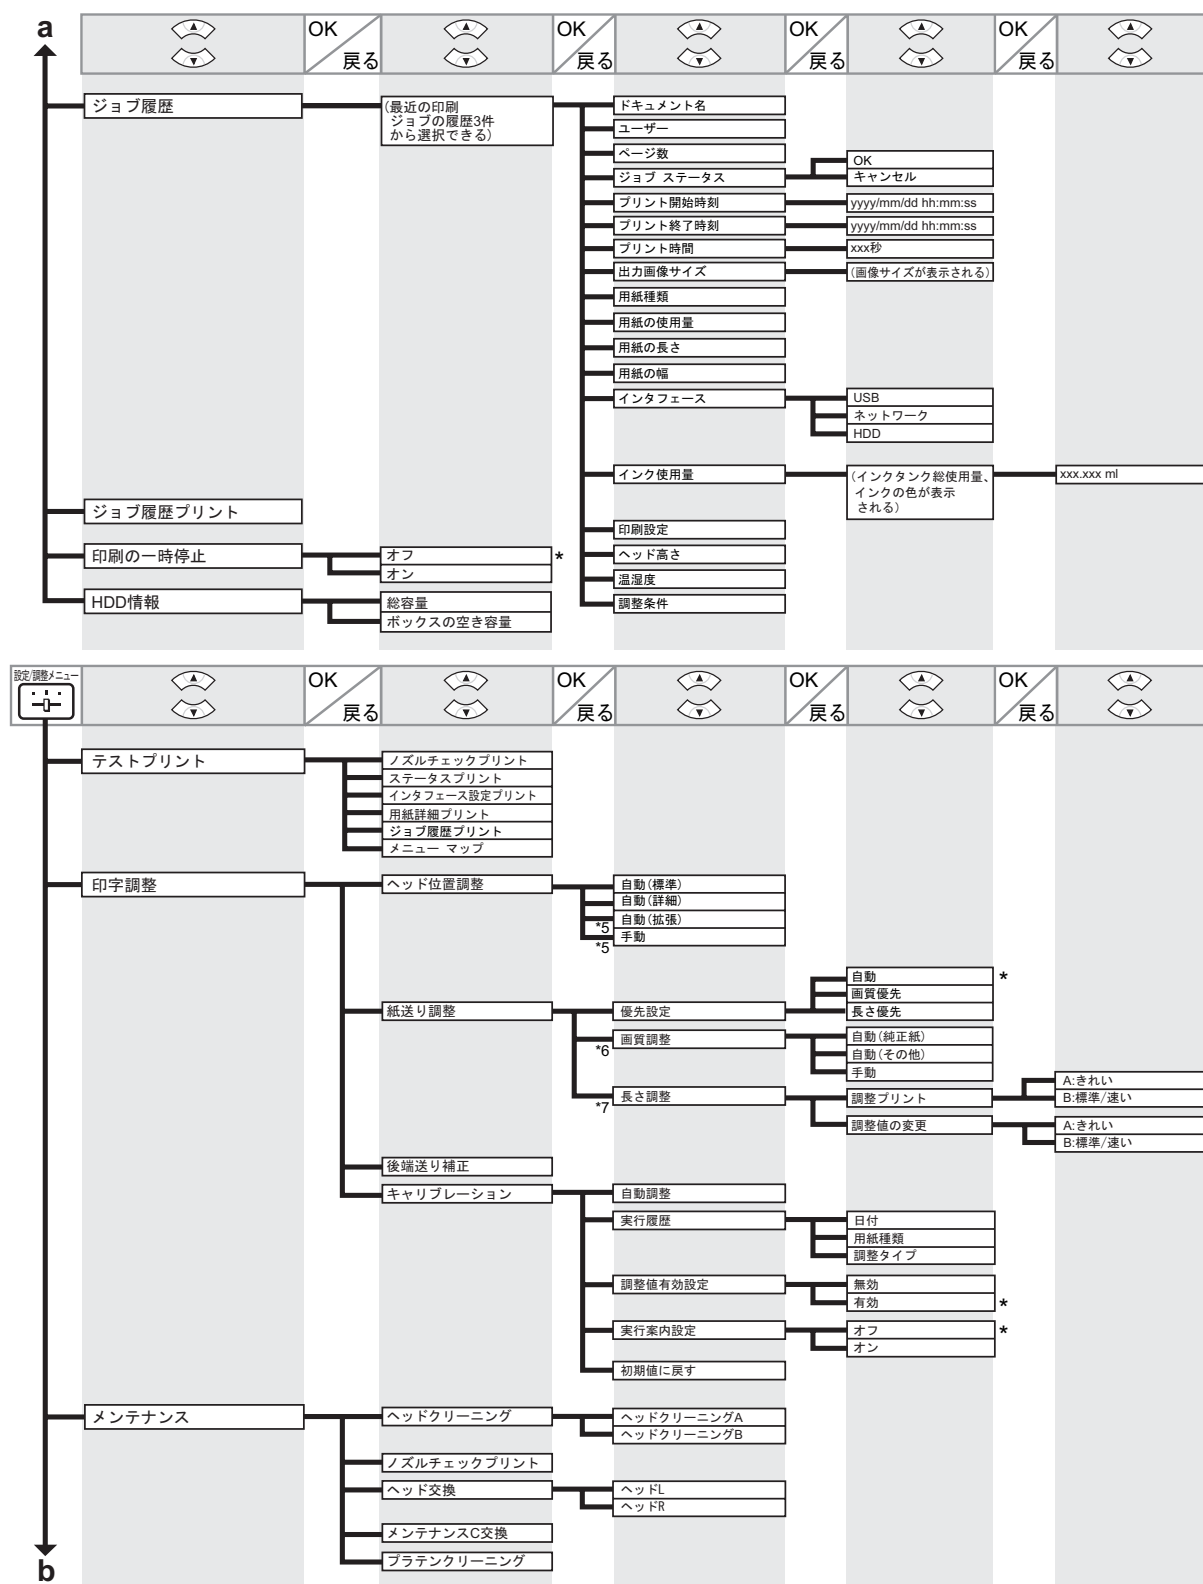 a
OK
戻る
OK
戻る
OK
戻る
OK
戻る
ジョブ履歴
(最近の印刷
ジョブの履歴3件
から選択できる)
ドキュメント名
ユーザー
ページ数
ジョブ ステータス
OK
キャンセル
プリント開始時刻
yyyy/mm/dd hh:mm:ss
プリント終了時刻
yyyy/mm/dd hh:mm:ss
プリント時間
xxx秒
出力画像サイズ
(画像サイズが表示される)
用紙種類
用紙の使用量
用紙の長さ
用紙の幅
インタフェース
USB
ネットワーク
HDD
インク使用量
(インクタンク総使用量、
インクの色が表示
される)
xxx.xxx ml
ジョブ履歴プリント
印刷設定
印刷の一時停止
オフ
*
オン
ヘッド高さ
温湿度
HDD情報
総容量
ボックスの空き容量
調整条件
設定/調整メニュー
OK
戻る
OK
戻る
OK
戻る
OK
戻る
テストプリント
ノズルチェックプリント
ステータスプリント
インタフェース設定プリント
用紙詳細プリント
ジョブ履歴プリント
メニュー マップ
印字調整
ヘッド位置調整
自動(標準)
自動(詳細)
自動(拡張)
*5
手動
*5
紙送り調整
優先設定
自動
*
画質優先
長さ優先
画質調整
*6
自動(純正紙)
自動(その他)
手動
長さ調整
*7
調整プリント
A:きれい
B:標準/速い
調整値の変更
A:きれい
B:標準/速い
後端送り補正
キャリブレーション
自動調整
実行履歴
日付
用紙種類
調整タイプ
調整値有効設定
無効
有効
*
実行案内設定
オフ
*
オン
初期値に戻す
メンテナンス
ヘッドクリーニング
ヘッドクリーニングA
ヘッドクリーニングB
ノズルチェックプリント
ヘッド交換
ヘッドL
ヘッドR
メンテナンスC交換
プラテンクリーニング
b